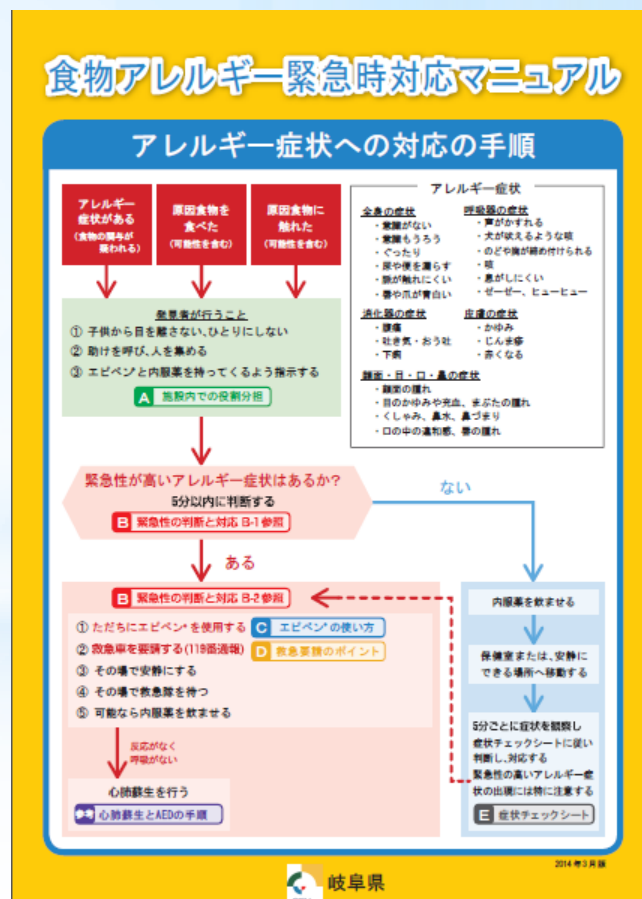 食物アレルギー緊急時対応マニュアル
アレルギー症状への対応の手順
アレルギー
症状がある
(食物の関与が
疑われる)
原因食物を
食べた
(可能性を含む)
原因食物に
触れた
(可能性を含む)
アレルギー症状
全身の症状
・意識がない
・意識もうろう
・ぐったり
・尿や便を漏らす
・脈が触れにくい
・唇や爪が青白い
呼吸器の症状
・声がかすれる
・犬が吠えるような咳
・のどや胸が締め付けられる
・咳
・息がしにくい
・ゼーゼー、ヒューヒュー
消化器の症状
・腹痛
・吐き気・おう吐
・下痢
皮膚の症状
・かゆみ
・じんま疹
・赤くなる
顔面・目・口・鼻の症状
・顔面の腫れ
・目のかゆみや充血、まぶたの腫れ
・くしゃみ、鼻水、鼻づまり
・口の中の違和感、唇の腫れ
発見者が行うこと
① 子供から目を離さない、ひとりにしない
② 助けを呼び、人を集める
③ エピペンと内服薬を持ってくるよう指示する
A 施設内での役割分担
緊急性が高いアレルギー症状はあるか?
5分以内に判断する
B 緊急性の判断と対応 B-1参照
ない
ある
B 緊急性の判断と対応 B-2参照
① ただちにエピペン®を使用する C エピペン®の使い方
② 救急車を要請する(119番通報) D 救急要請のポイント
③ その場で安静にする
④ その場で救急隊を待つ
⑤ 可能なら内服薬を飲ませる
反応がなく
呼吸がない
心肺蘇生を行う
参考 心肺蘇生とAEDの手順
内服薬を飲ませる
保健室または、安静に
できる場所へ移動する
5分ごとに症状を観察し
症状チェックシートに従い
判断し、対応する
緊急性の高いアレルギー症
状の出現には特に注意する
E 症状チェックシート
2014年3月版
岐阜県